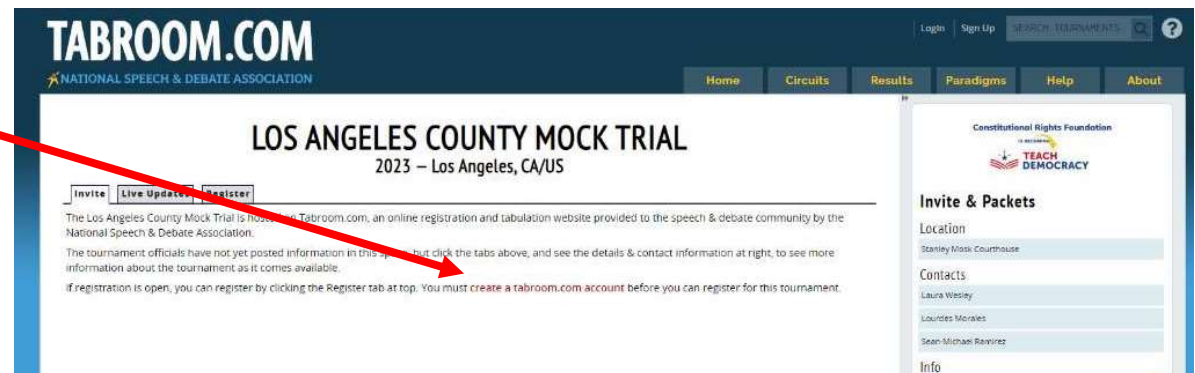 TABROOM.COM
NATIONAL SPEECH & DEBATE ASSOCIATION
Login Sign Up SEARCH TOURNAMENTS ?
Home Circuits Results Paradigms Help About
LOS ANGELES COUNTY MOCK TRIAL
2023 — Los Angeles, CA/US
Invite Live Updates Register
The Los Angeles County Mock Trial is hosted on Tabroom.com, an online registration and tabulation website provided to the speech & debate community by the
National Speech & Debate Association.
The tournament officials have not yet posted information in this but click the tabs above, and see the details & contact information at right, to see more
information about the tournament as it comes available.
If registration is open, you can register by clicking the Register tab at top. You must create a tabroom.com account before you can register for this tournament.
Constitutional Rights Foundation
IS BECOMING
TEACH
DEMOCRACY
Invite & Packets
Location
Stanley Mosk Courthouse
Contacts
Laura Wesley
Lourdes Morales
Sean-Michael Ramirez
Info